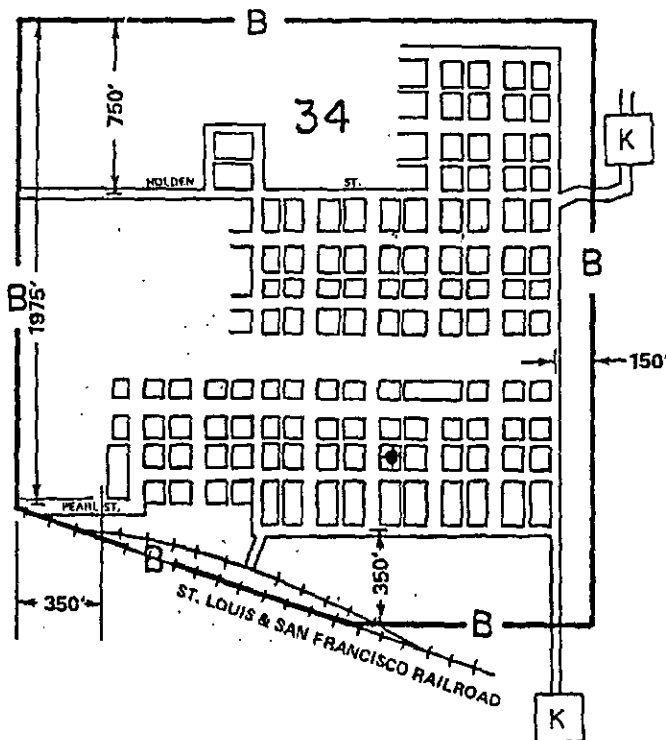 B
750'
34
K
HOLDEN ST.
B
B
1975'
150'
PEARL ST.
B
350'
350'
B
ST. LOUIS & SAN FRANCISCO RAILROAD
K